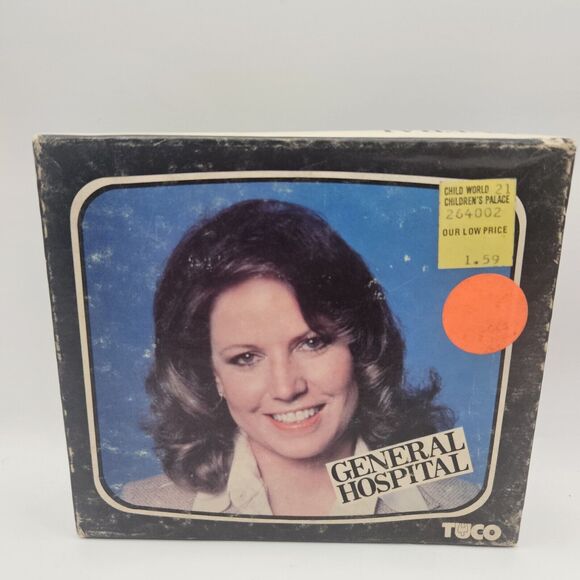 CHILD WORLD 21
CHILDREN'S PALACE
264002
OUR LOW PRICE
1.59
GENERAL
HOSPITAL
TUCO